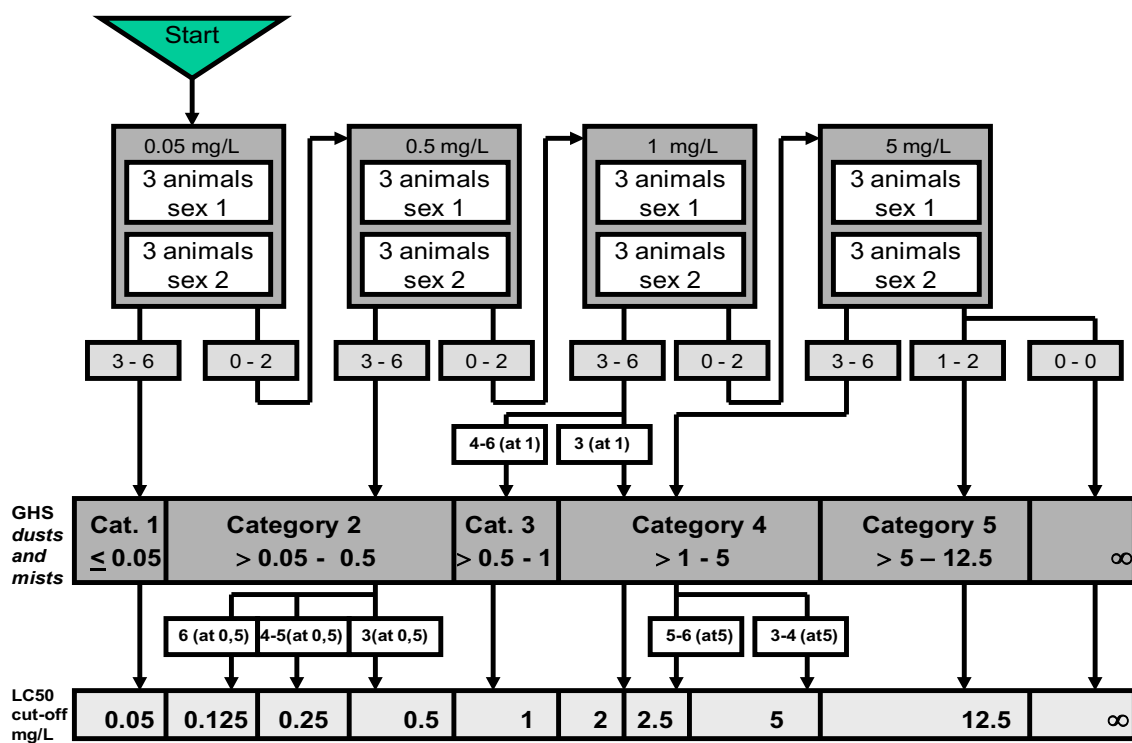 Start
0.05 mg/L
0.5 mg/L
1 mg/L
5 mg/L
3 animals
sex 1
3 animals
sex 1
3 animals
sex 1
3 animals
sex 1
3 animals
sex 2
3 animals
sex 2
3 animals
sex 2
3 animals
sex 2
3 - 6
0 - 2
3 - 6
0 - 2
3 - 6
0 - 2
3 - 6
1 - 2
0 - 0
4-6 (at 1)
3 (at 1)
GHS
dusts
and
mists
Cat. 1
≤ 0.05
Category 2
> 0.05 - 0.5
Cat. 3
> 0.5 - 1
Category 4
> 1 - 5
Category 5
> 5 – 12.5
∞
6 (at 0,5)
4-5(at 0,5)
3(at 0,5)
5-6 (at5)
3-4 (at5)
LC50
cut-off
mg/L
0.05
0.125
0.25
0.5
1
2
2.5
5
12.5
∞